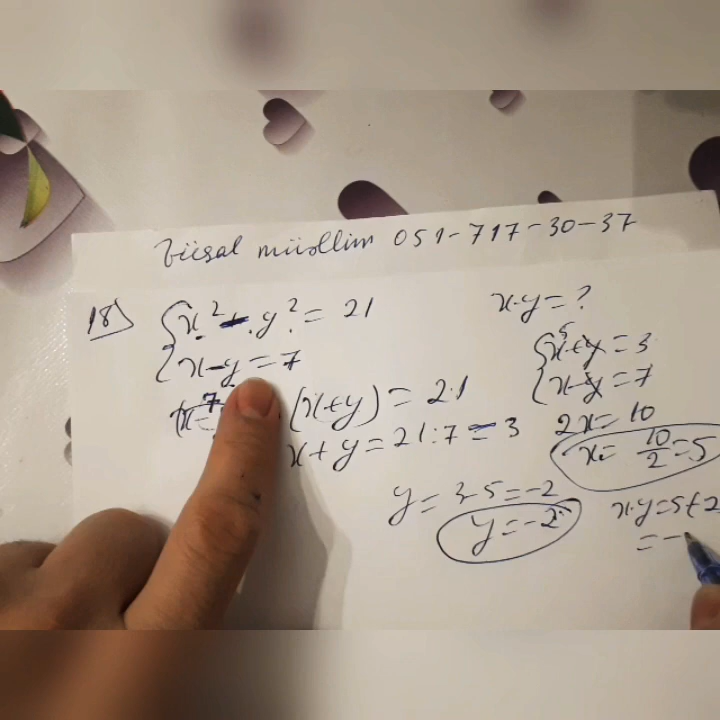 Vüsal müəllim 051-717-30-37
18) x² - y² = 21
x-y = 7
x·y = ?
(x+y) = 21
x+y = 21:7 = 3
x+y = 3
x-y = 7
2x = 10
x = 10/2 = 5
y = 3-5 = -2
y = -2
x·y = 5(-2
= -